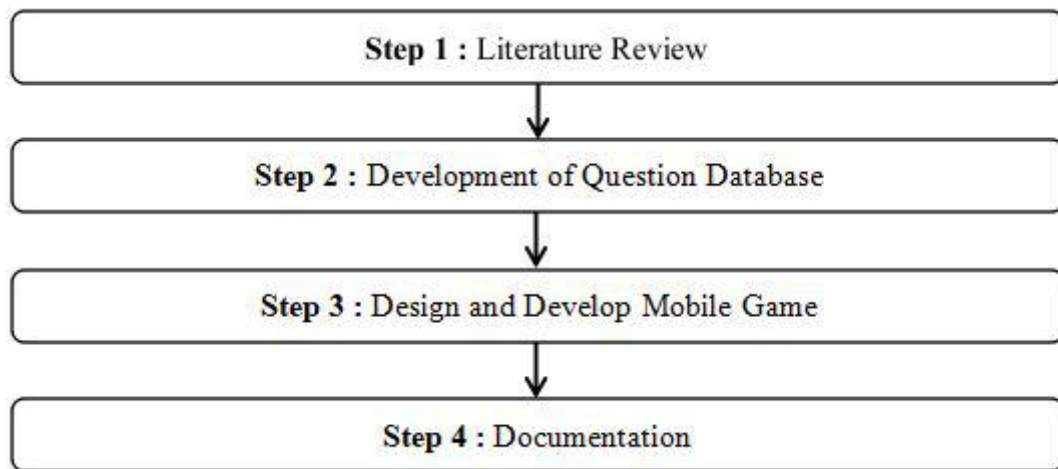 Step 1 : Literature Review
Step 2 : Development of Question Database
Step 3 : Design and Develop Mobile Game
Step 4 : Documentation